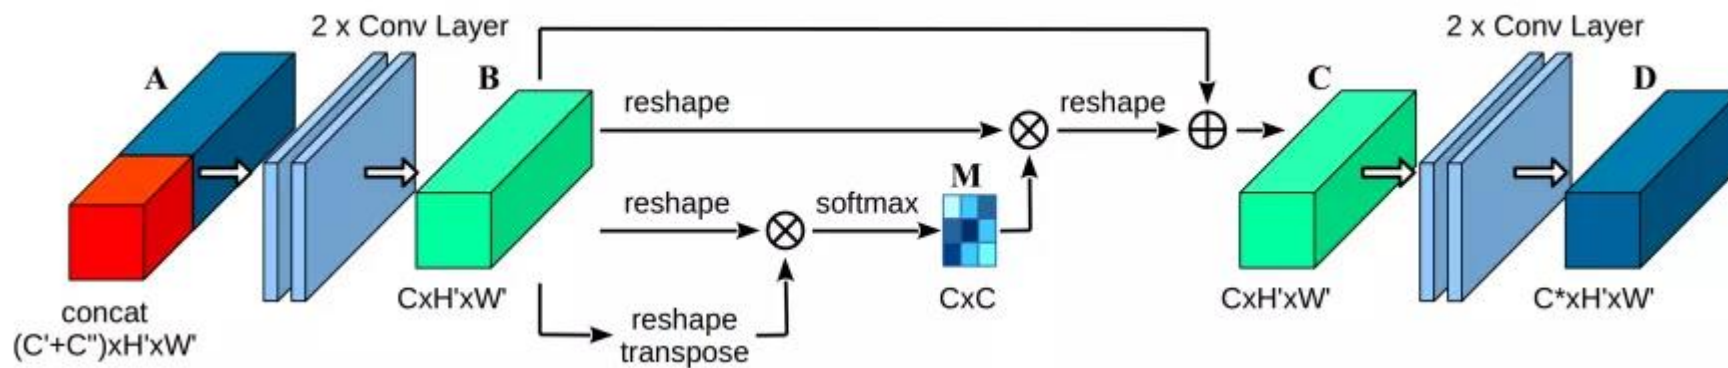 2 x Conv Layer
2 x Conv Layer
A
B
C
D
reshape
reshape
M
reshape
softmax
CxH'xW'
CxC
CxH'xW'
C*xH'xW'
concat
(C'+C")xH'xW'
reshape
transpose